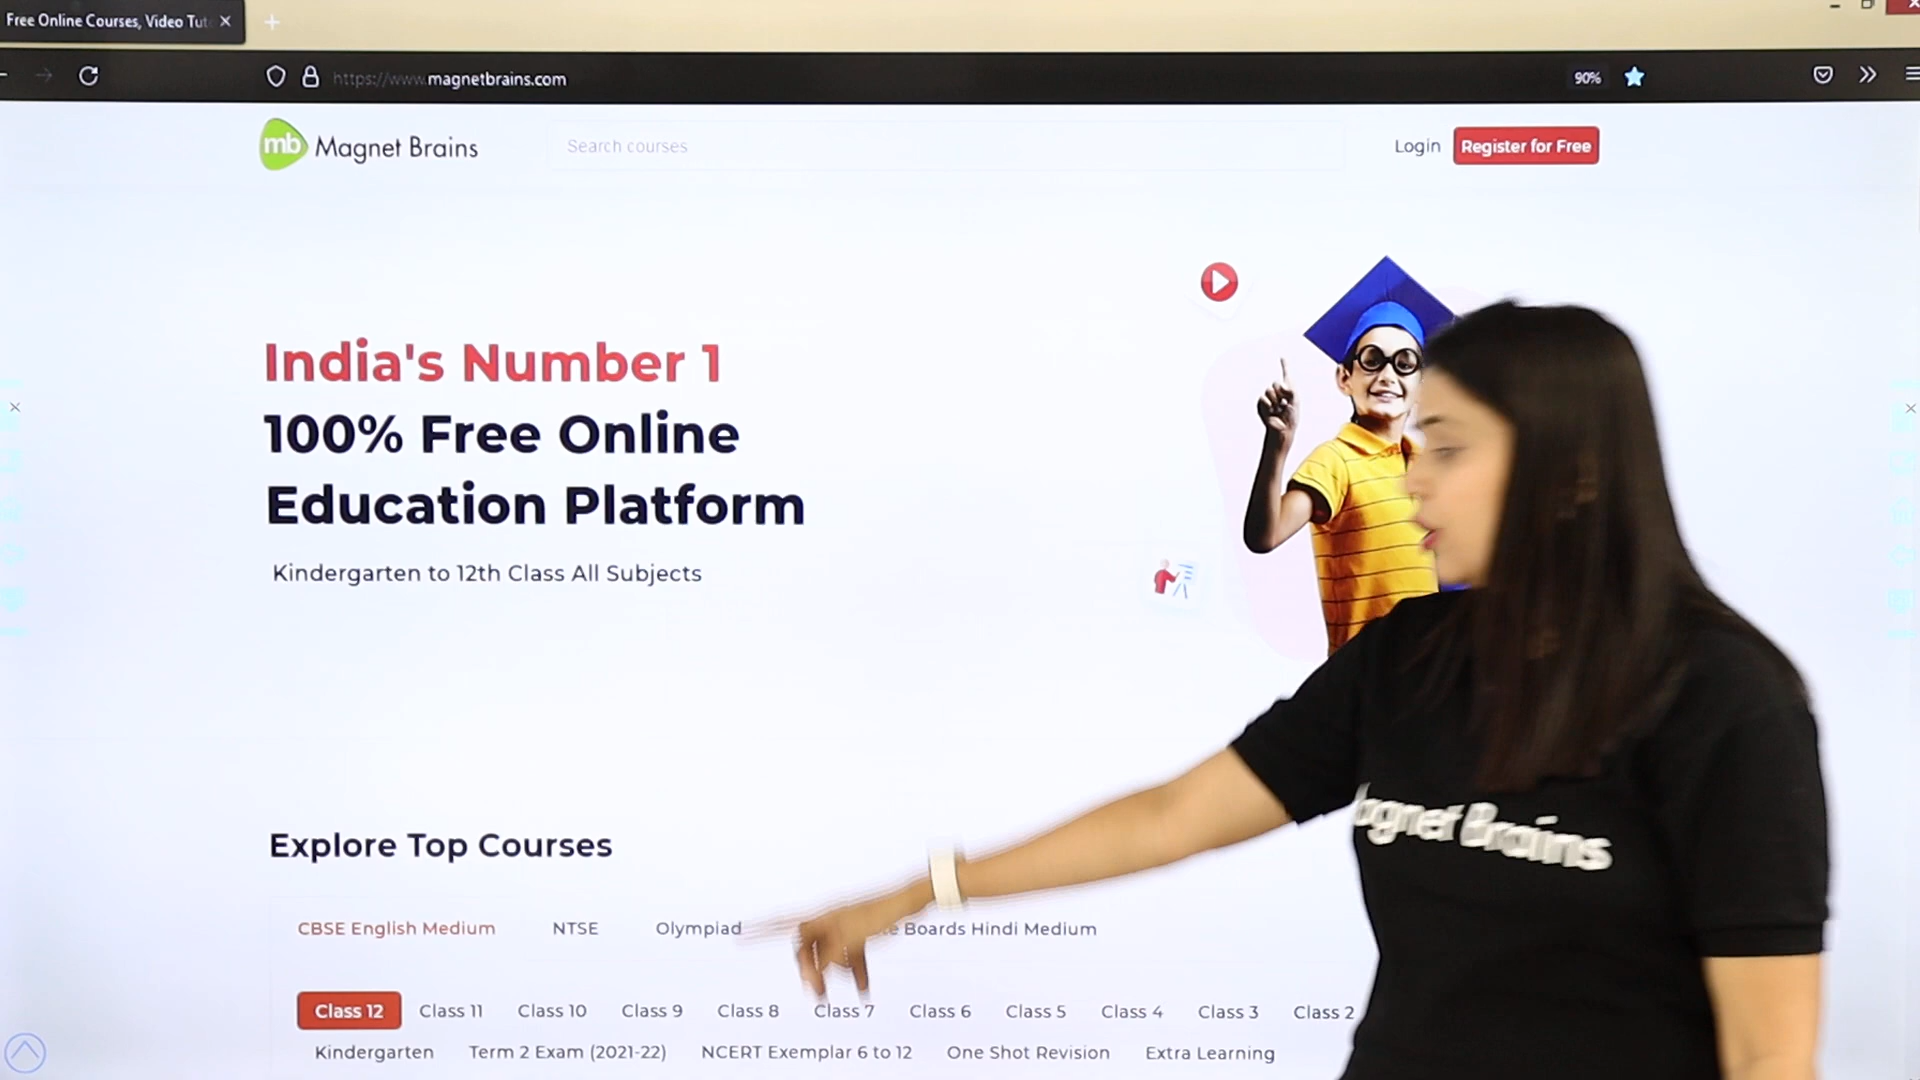 Free Online Courses, Video Tut
https://www.magnetbrains.com
90%
mb Magnet Brains
Search courses
Login
Register for Free
India's Number 1
100% Free Online
Education Platform
Kindergarten to 12th Class All Subjects
Explore Top Courses
CBSE English Medium NTSE Olympiad Boards Hindi Medium
Class 12 Class 11 Class 10 Class 9 Class 8 Class 7 Class 6 Class 5 Class 4 Class 3 Class 2
Kindergarten Term 2 Exam (2021-22) NCERT Exemplar 6 to 12 One Shot Revision Extra Learning
Magnet Brains